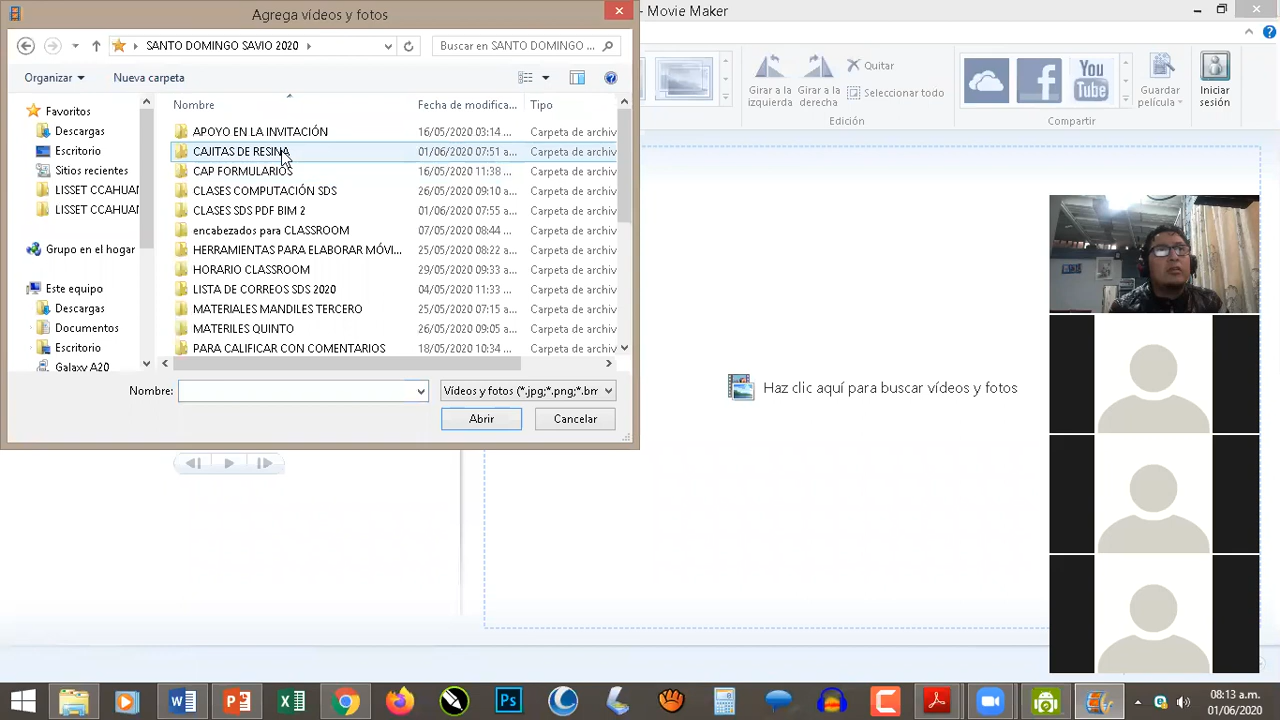 Agrega vídeos y fotos
- Movie Maker
SANTO DOMINGO SAVIO 2020
Buscar en SANTO DOMINGO ...
Organizar
Nueva carpeta
Quitar
Girar a la izquierda
Girar a la derecha
Seleccionar todo
Edición
You Tube
Compartir
Guardar película
Iniciar sesión
Favoritos
Descargas
Escritorio
Sitios recientes
LISSET CCAHUAN
LISSET CCAHUAN
Grupo en el hogar
Este equipo
Descargas
Documentos
Escritorio
Galaxy A20
Nombre Fecha de modifica... Tipo
APOYO EN LA INVITACIÓN 16/05/2020 03:14 ... Carpeta de archiv
CAJITAS DE RESINA 01/06/2020 07:51 a... Carpeta de archiv
CAP FORMULARIOS 16/05/2020 11:38 ... Carpeta de archiv
CLASES COMPUTACIÓN SDS 26/05/2020 09:10 a... Carpeta de archiv
CLASES SDS PDF BIM 2 01/06/2020 07:55 a... Carpeta de archiv
encabezados para CLASSROOM 07/05/2020 08:44 ... Carpeta de archiv
HERRAMIENTAS PARA ELABORAR MÓVI... 25/05/2020 08:22 a... Carpeta de archiv
HORARIO CLASSROOM 29/05/2020 09:33 a... Carpeta de archiv
LISTA DE CORREOS SDS 2020 05/05/2020 11:33 ... Carpeta de archiv
MATERIALES MANDILES TERCERO 25/05/2020 07:15 a... Carpeta de archiv
MATERILES QUINTO 26/05/2020 09:05 a... Carpeta de archiv
PARA CALIFICAR CON COMENTARIOS 18/05/2020 10:34 ... Carpeta de archiv
Nombre:
Vídeos y fotos (*.jpg;*.png;*.bm
Abrir
Cancelar
Haz clic aquí para buscar vídeos y fotos
08:13 a.m.
01/06/2020